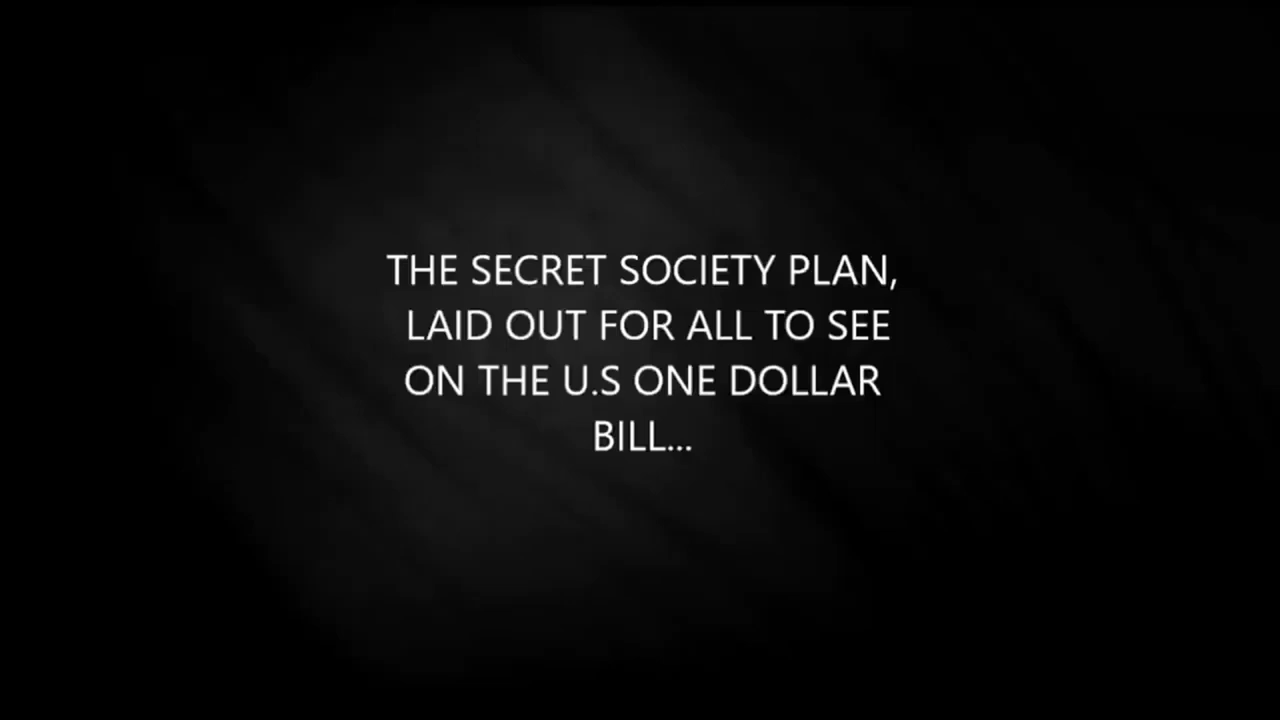 THE SECRET SOCIETY PLAN,
LAID OUT FOR ALL TO SEE
ON THE U.S ONE DOLLAR
BILL...